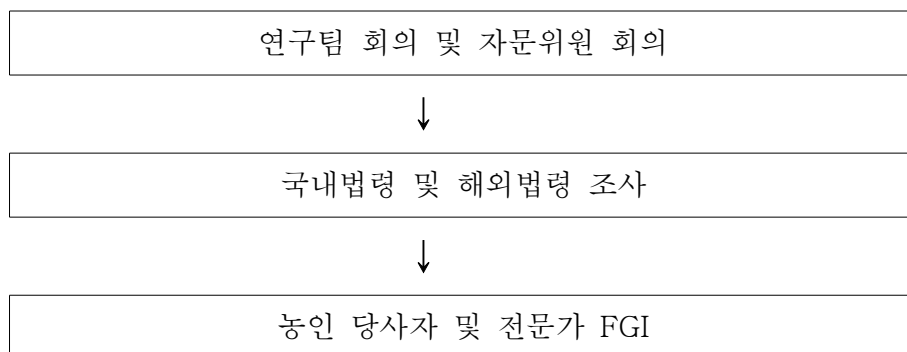 연구팀 회의 및 자문위원 회의
↓
국내법령 및 해외법령 조사
↓
농인 당사자 및 전문가 FGI